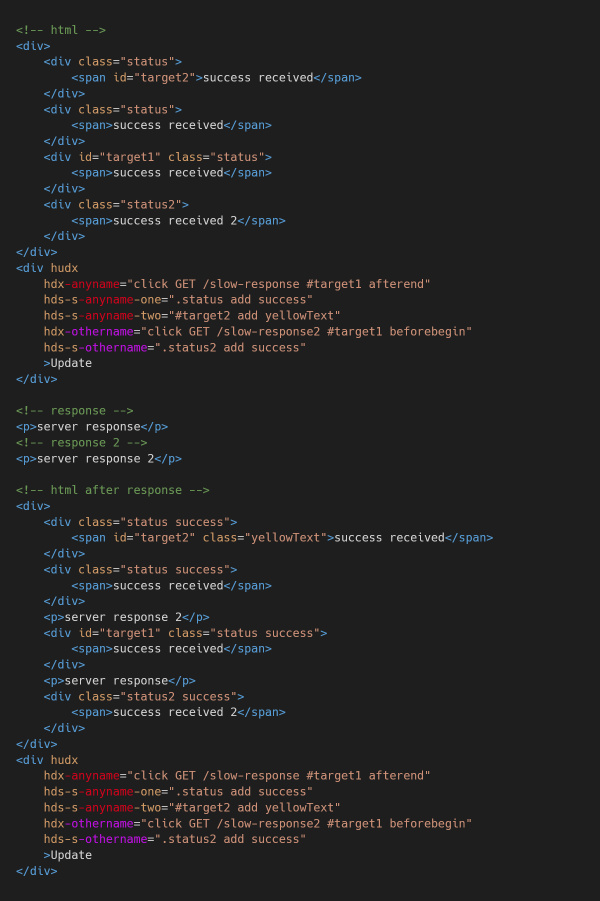 <!-- html -->
<div>
    <div class="status">
        <span id="target2">success received</span>
    </div>
    <div class="status">
        <span>success received</span>
    </div>
    <div id="target1" class="status">
        <span>success received</span>
    </div>
    <div class="status2">
        <span>success received 2</span>
    </div>
</div>
<div hudx
    hdx-anyname="click GET /slow-response #target1 afterend"
    hds-s-anyname-one=".status add success"
    hds-s-anyname-two="#target2 add yellowText"
    hdx-othername="click GET /slow-response2 #target1 beforebegin"
    hds-s-othername=".status2 add success"
    >Update
</div>

<!-- response -->
<p>server response</p>
<!-- response 2 -->
<p>server response 2</p>

<!-- html after response -->
<div>
    <div class="status success">
        <span id="target2" class="yellowText">success received</span>
    </div>
    <div class="status success">
        <span>success received</span>
    </div>
    <p>server response 2</p>
    <div id="target1" class="status success">
        <span>success received</span>
    </div>
    <p>server response</p>
    <div class="status2 success">
        <span>success received 2</span>
    </div>
</div>
<div hudx
    hdx-anyname="click GET /slow-response #target1 afterend"
    hds-s-anyname-one=".status add success"
    hds-s-anyname-two="#target2 add yellowText"
    hdx-othername="click GET /slow-response2 #target1 beforebegin"
    hds-s-othername=".status2 add success"
    >Update
</div>